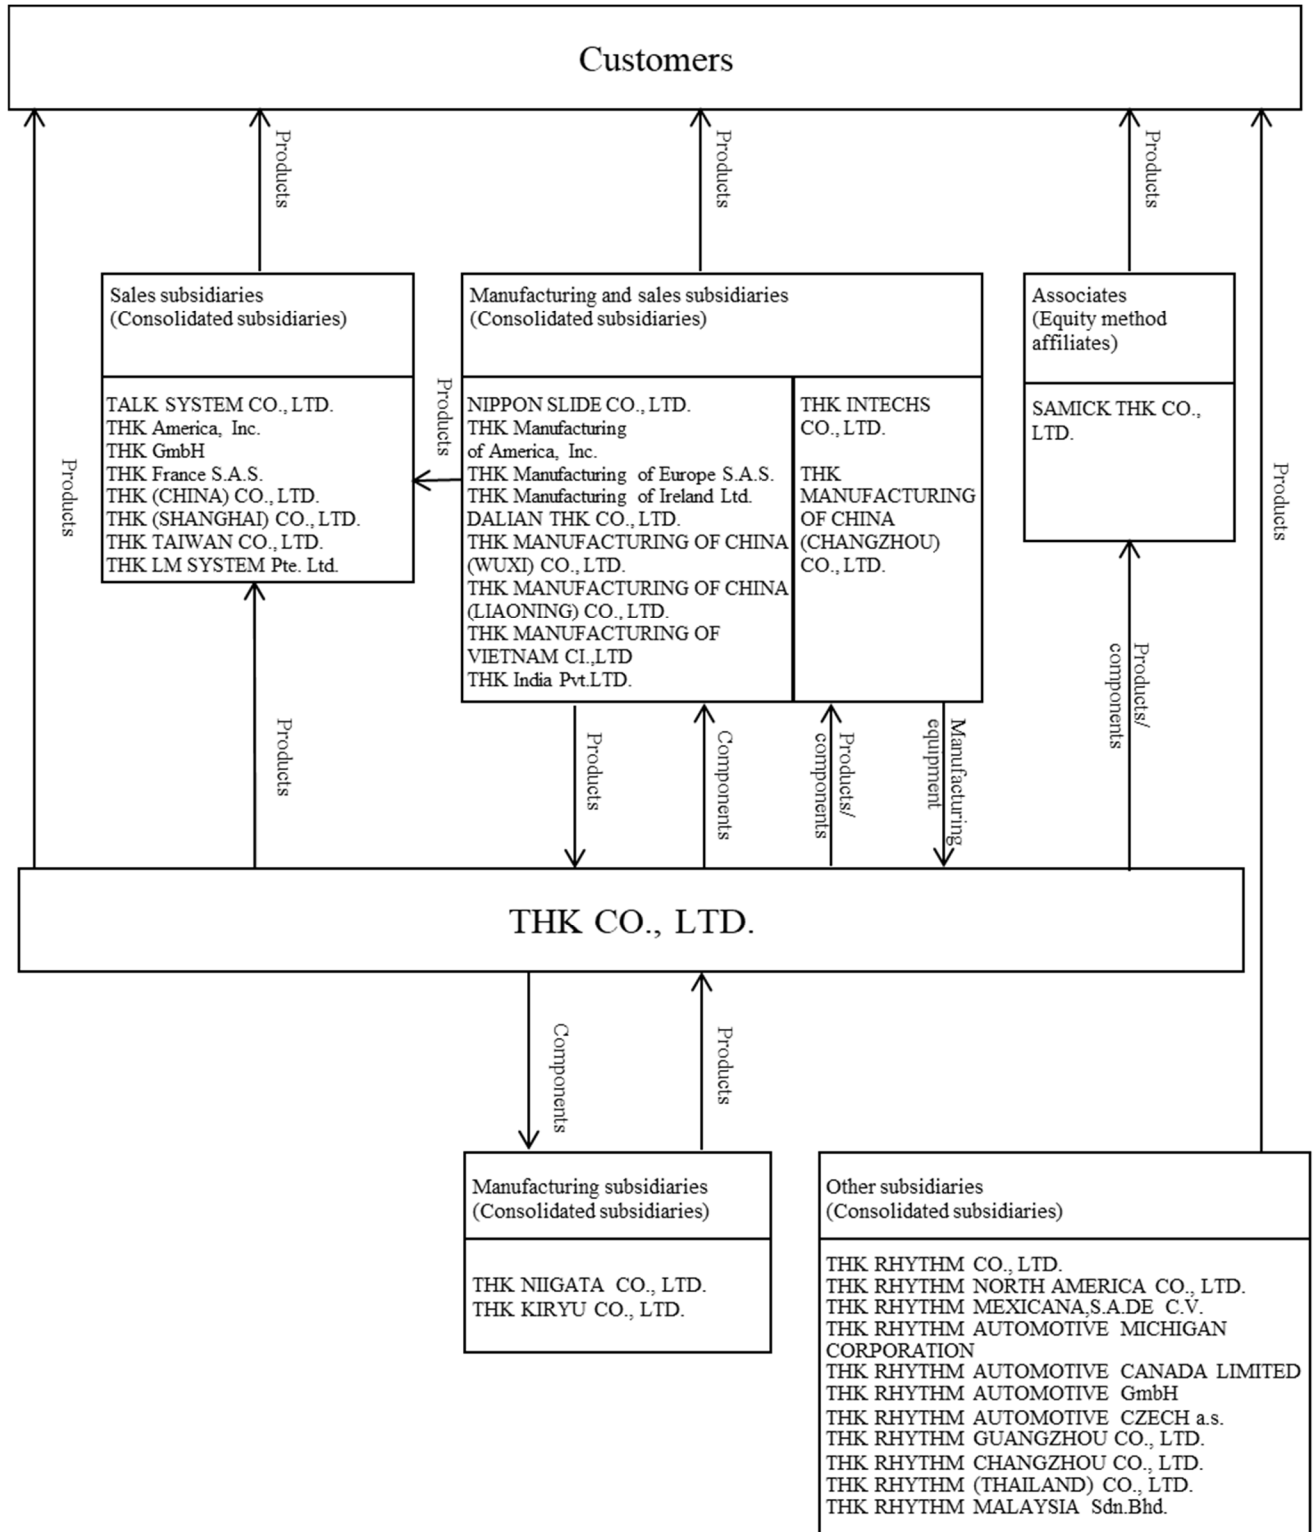 Customers
Products
Products
Products
Products
Products
Products
Sales subsidiaries
(Consolidated subsidiaries)
TALK SYSTEM CO., LTD.
THK America, Inc.
THK GmbH
THK France S.A.S.
THK (CHINA) CO., LTD.
THK (SHANGHAI) CO., LTD.
THK TAIWAN CO., LTD.
THK LM SYSTEM Pte. Ltd.
Products
Manufacturing and sales subsidiaries
(Consolidated subsidiaries)
NIPPON SLIDE CO., LTD.
THK Manufacturing
of America, Inc.
THK Manufacturing of Europe S.A.S.
THK Manufacturing of Ireland Ltd.
DALIAN THK CO., LTD.
THK MANUFACTURING OF CHINA
(WUXI) CO., LTD.
THK MANUFACTURING OF CHINA
(LIAONING) CO., LTD.
THK MANUFACTURING OF
VIETNAM CI.,LTD
THK India Pvt.LTD.
THK INTECHS
CO., LTD.
THK
MANUFACTURING
OF CHINA
(CHANGZHOU)
CO., LTD.
Associates
(Equity method
affiliates)
SAMICK THK CO.,
LTD.
Products
Products
Components
Products/
components
Manufacturing
equipment
Products/
components
THK CO., LTD.
Components
Products
Manufacturing subsidiaries
(Consolidated subsidiaries)
THK NIIGATA CO., LTD.
THK KIRYU CO., LTD.
Other subsidiaries
(Consolidated subsidiaries)
THK RHYTHM CO., LTD.
THK RHYTHM NORTH AMERICA CO., LTD.
THK RHYTHM MEXICANA,S.A.DE C.V.
THK RHYTHM AUTOMOTIVE MICHIGAN
CORPORATION
THK RHYTHM AUTOMOTIVE CANADA LIMITED
THK RHYTHM AUTOMOTIVE GmbH
THK RHYTHM AUTOMOTIVE CZECH a.s.
THK RHYTHM GUANGZHOU CO., LTD.
THK RHYTHM CHANGZHOU CO., LTD.
THK RHYTHM (THAILAND) CO., LTD.
THK RHYTHM MALAYSIA Sdn.Bhd.